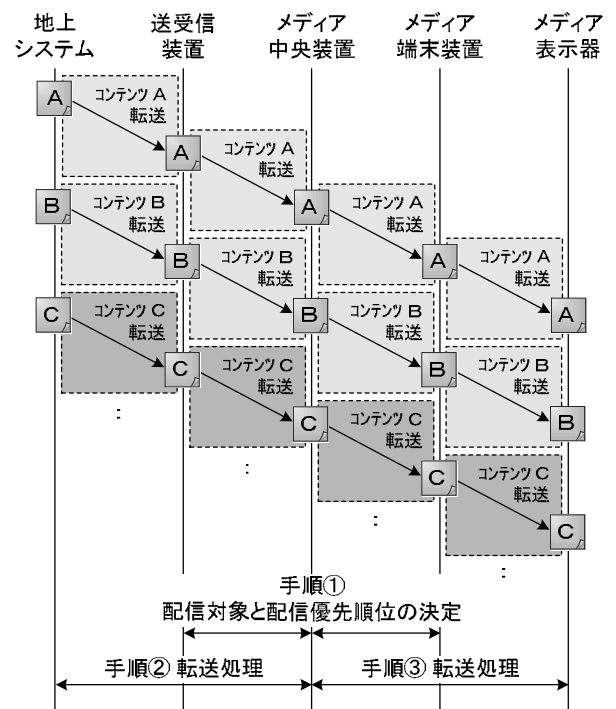 地上
システム
送受信
装置
メディア
中央装置
メディア
端末装置
メディア
表示器
A
コンテンツ A
転送
A
コンテンツ A
転送
A
コンテンツ A
転送
A
コンテンツ A
転送
A
B
コンテンツ B
転送
B
コンテンツ B
転送
B
コンテンツ B
転送
B
コンテンツ B
転送
B
C
コンテンツ C
転送
C
コンテンツ C
転送
C
コンテンツ C
転送
C
コンテンツ C
転送
C
:
:
:
:
手順①
配信対象と配信優先順位の決定
手順② 転送処理
手順③ 転送処理